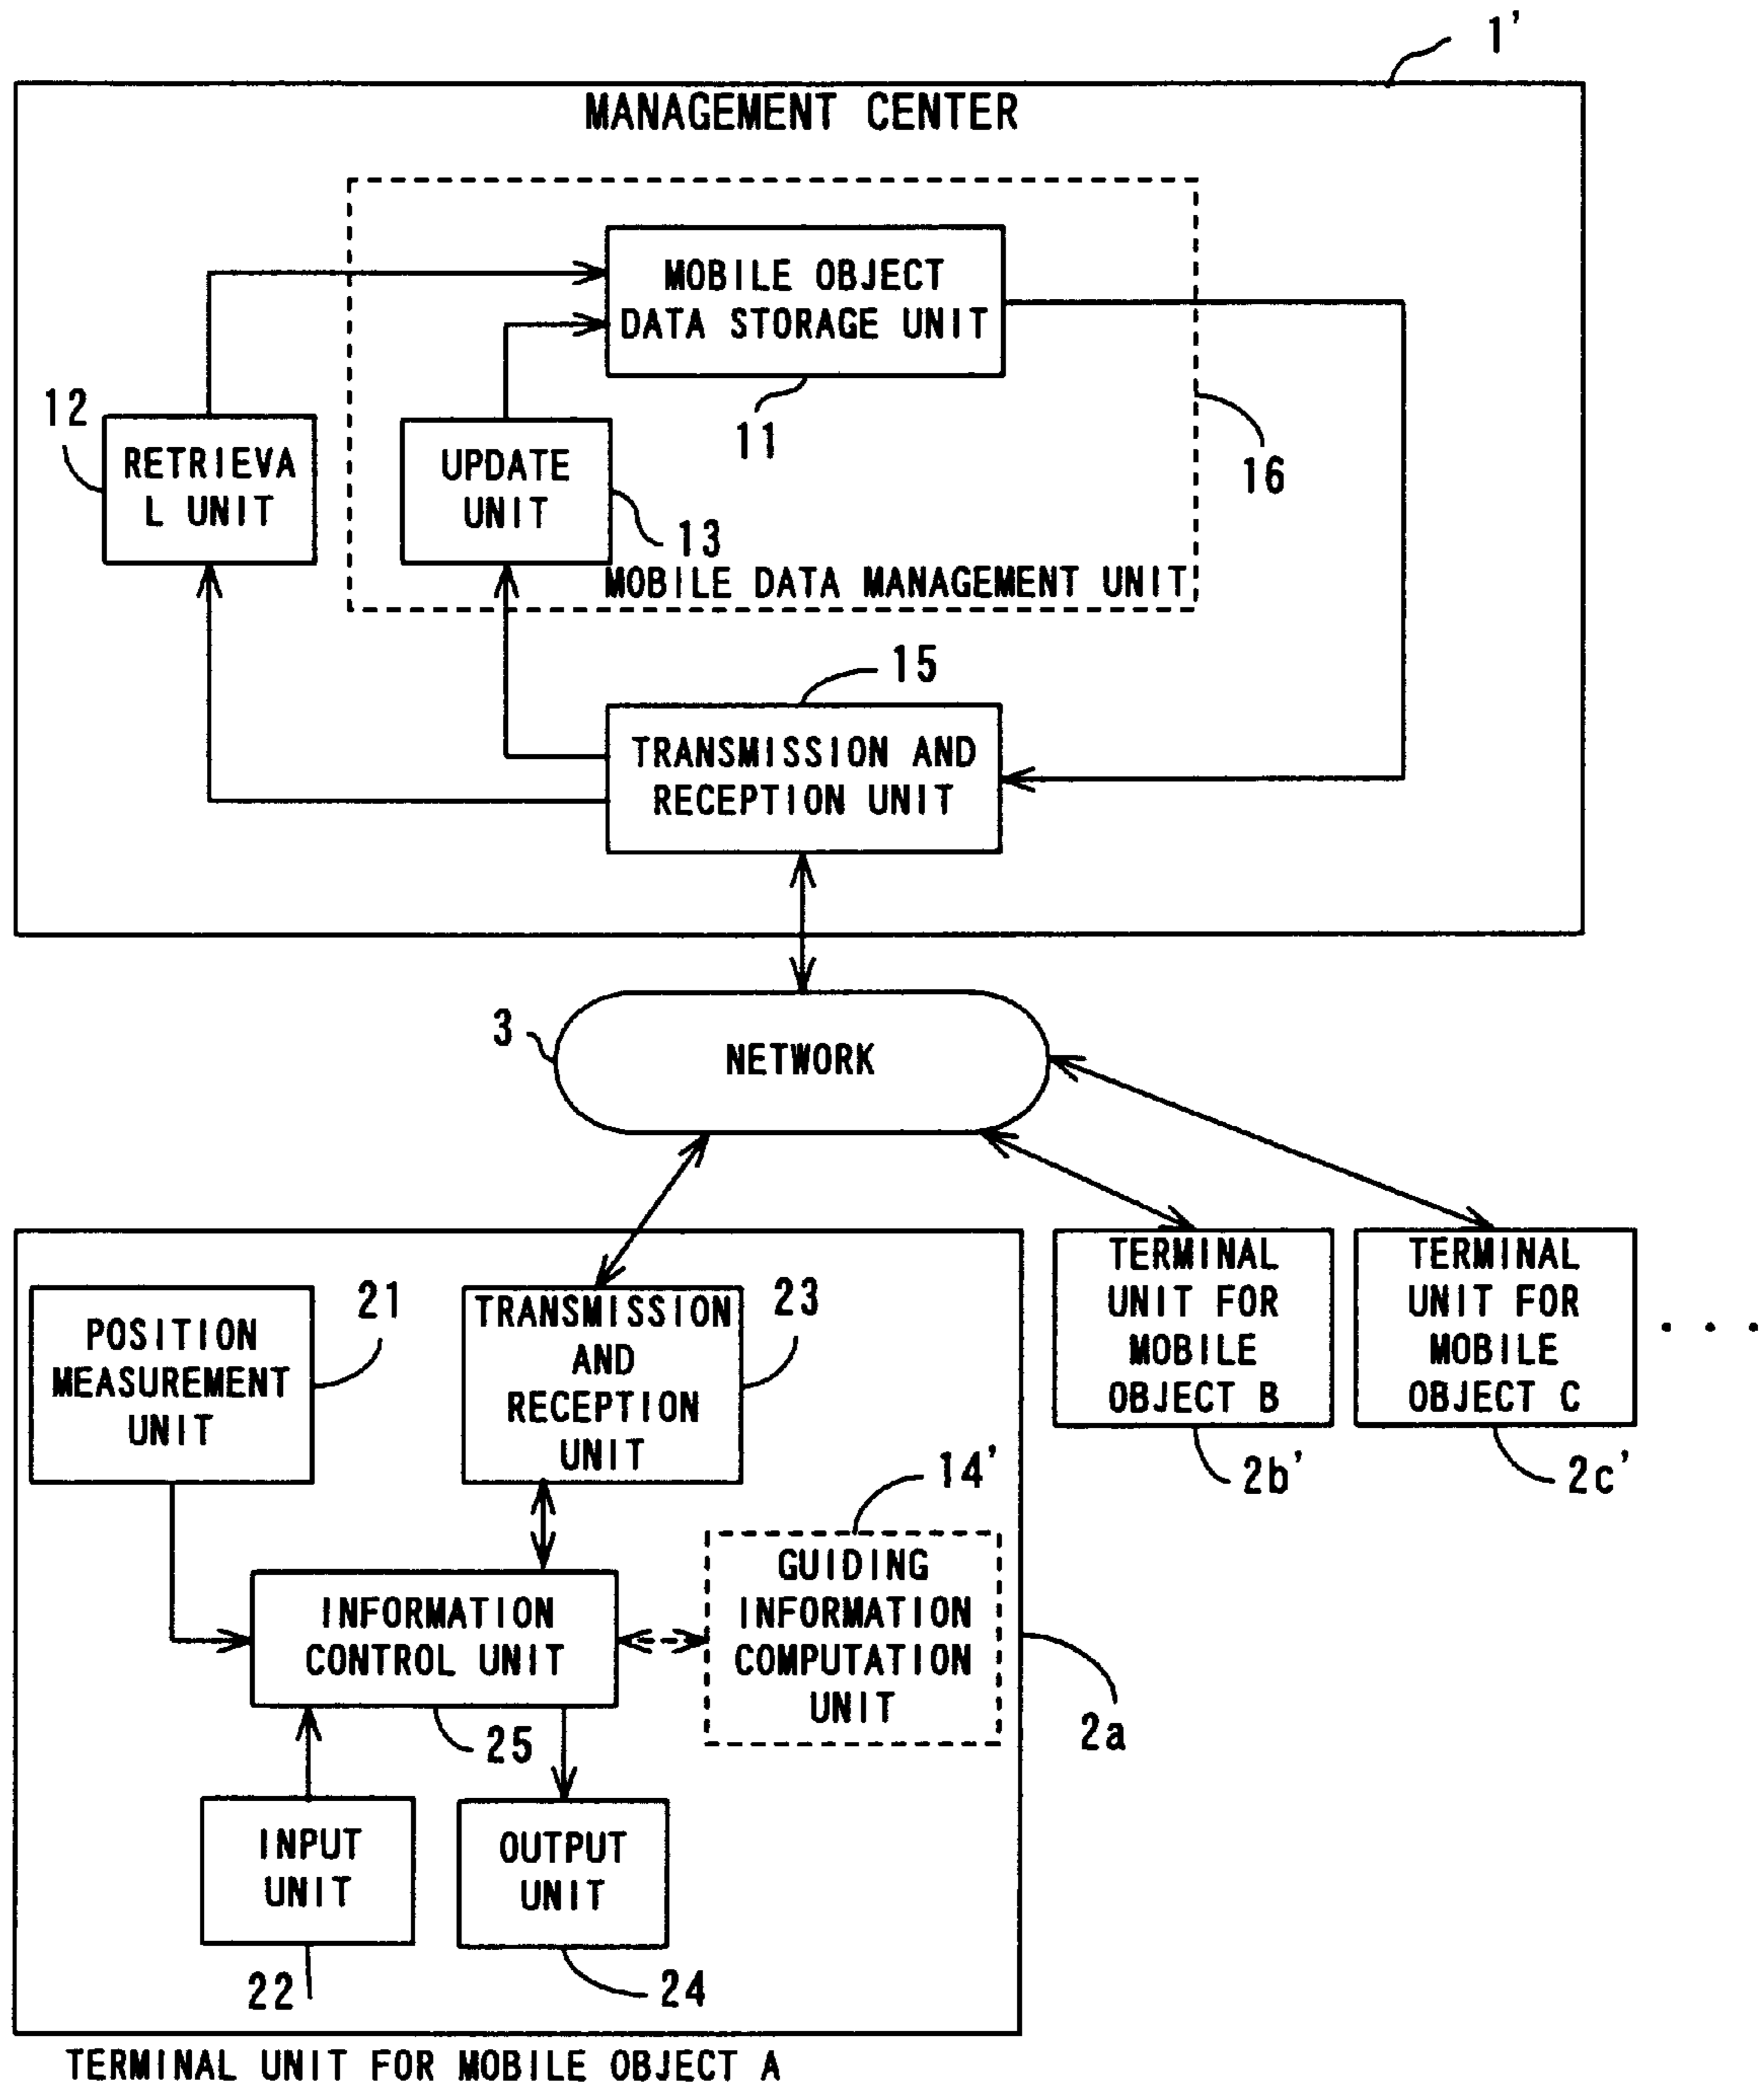 1'
MANAGEMENT CENTER
MOBILE OBJECT
DATA STORAGE UNIT
11
12
RETRIEVA
L UNIT
UPDATE
UNIT
13
16
MOBILE DATA MANAGEMENT UNIT
15
TRANSMISSION AND
RECEPTION UNIT
3
NETWORK
21
POSITION
MEASUREMENT
UNIT
23
TRANSMISSION
AND
RECEPTION
UNIT
TERMINAL
UNIT FOR
MOBILE
OBJECT B
2b'
TERMINAL
UNIT FOR
MOBILE
OBJECT C
2c'
...
14'
GUIDING
INFORMATION
COMPUTATION
UNIT
INFORMATION
CONTROL UNIT
25
2a
INPUT
UNIT
22
OUTPUT
UNIT
24
TERMINAL UNIT FOR MOBILE OBJECT A